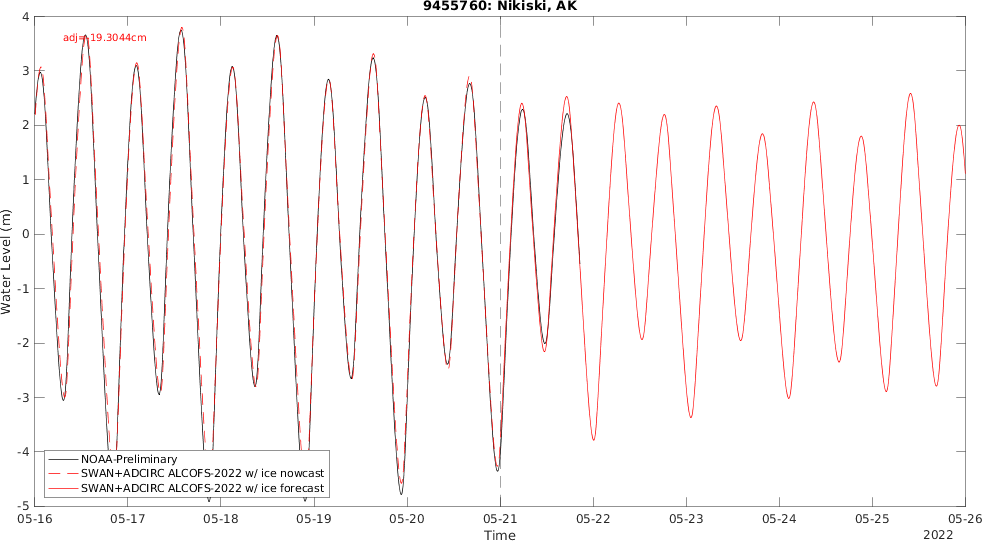 9455760: Nikiski, AK
adj=-19.3044cm
Water Level (m)
4
3
2
1
0
-1
-2
-3
-4
-5
NOAA-Preliminary
SWAN+ADCIRC ALCOFS-2022 w/ ice nowcast
SWAN+ADCIRC ALCOFS-2022 w/ ice forecast
05-16 05-17 05-18 05-19 05-20 05-21 05-22 05-23 05-24 05-25 05-26
Time
2022